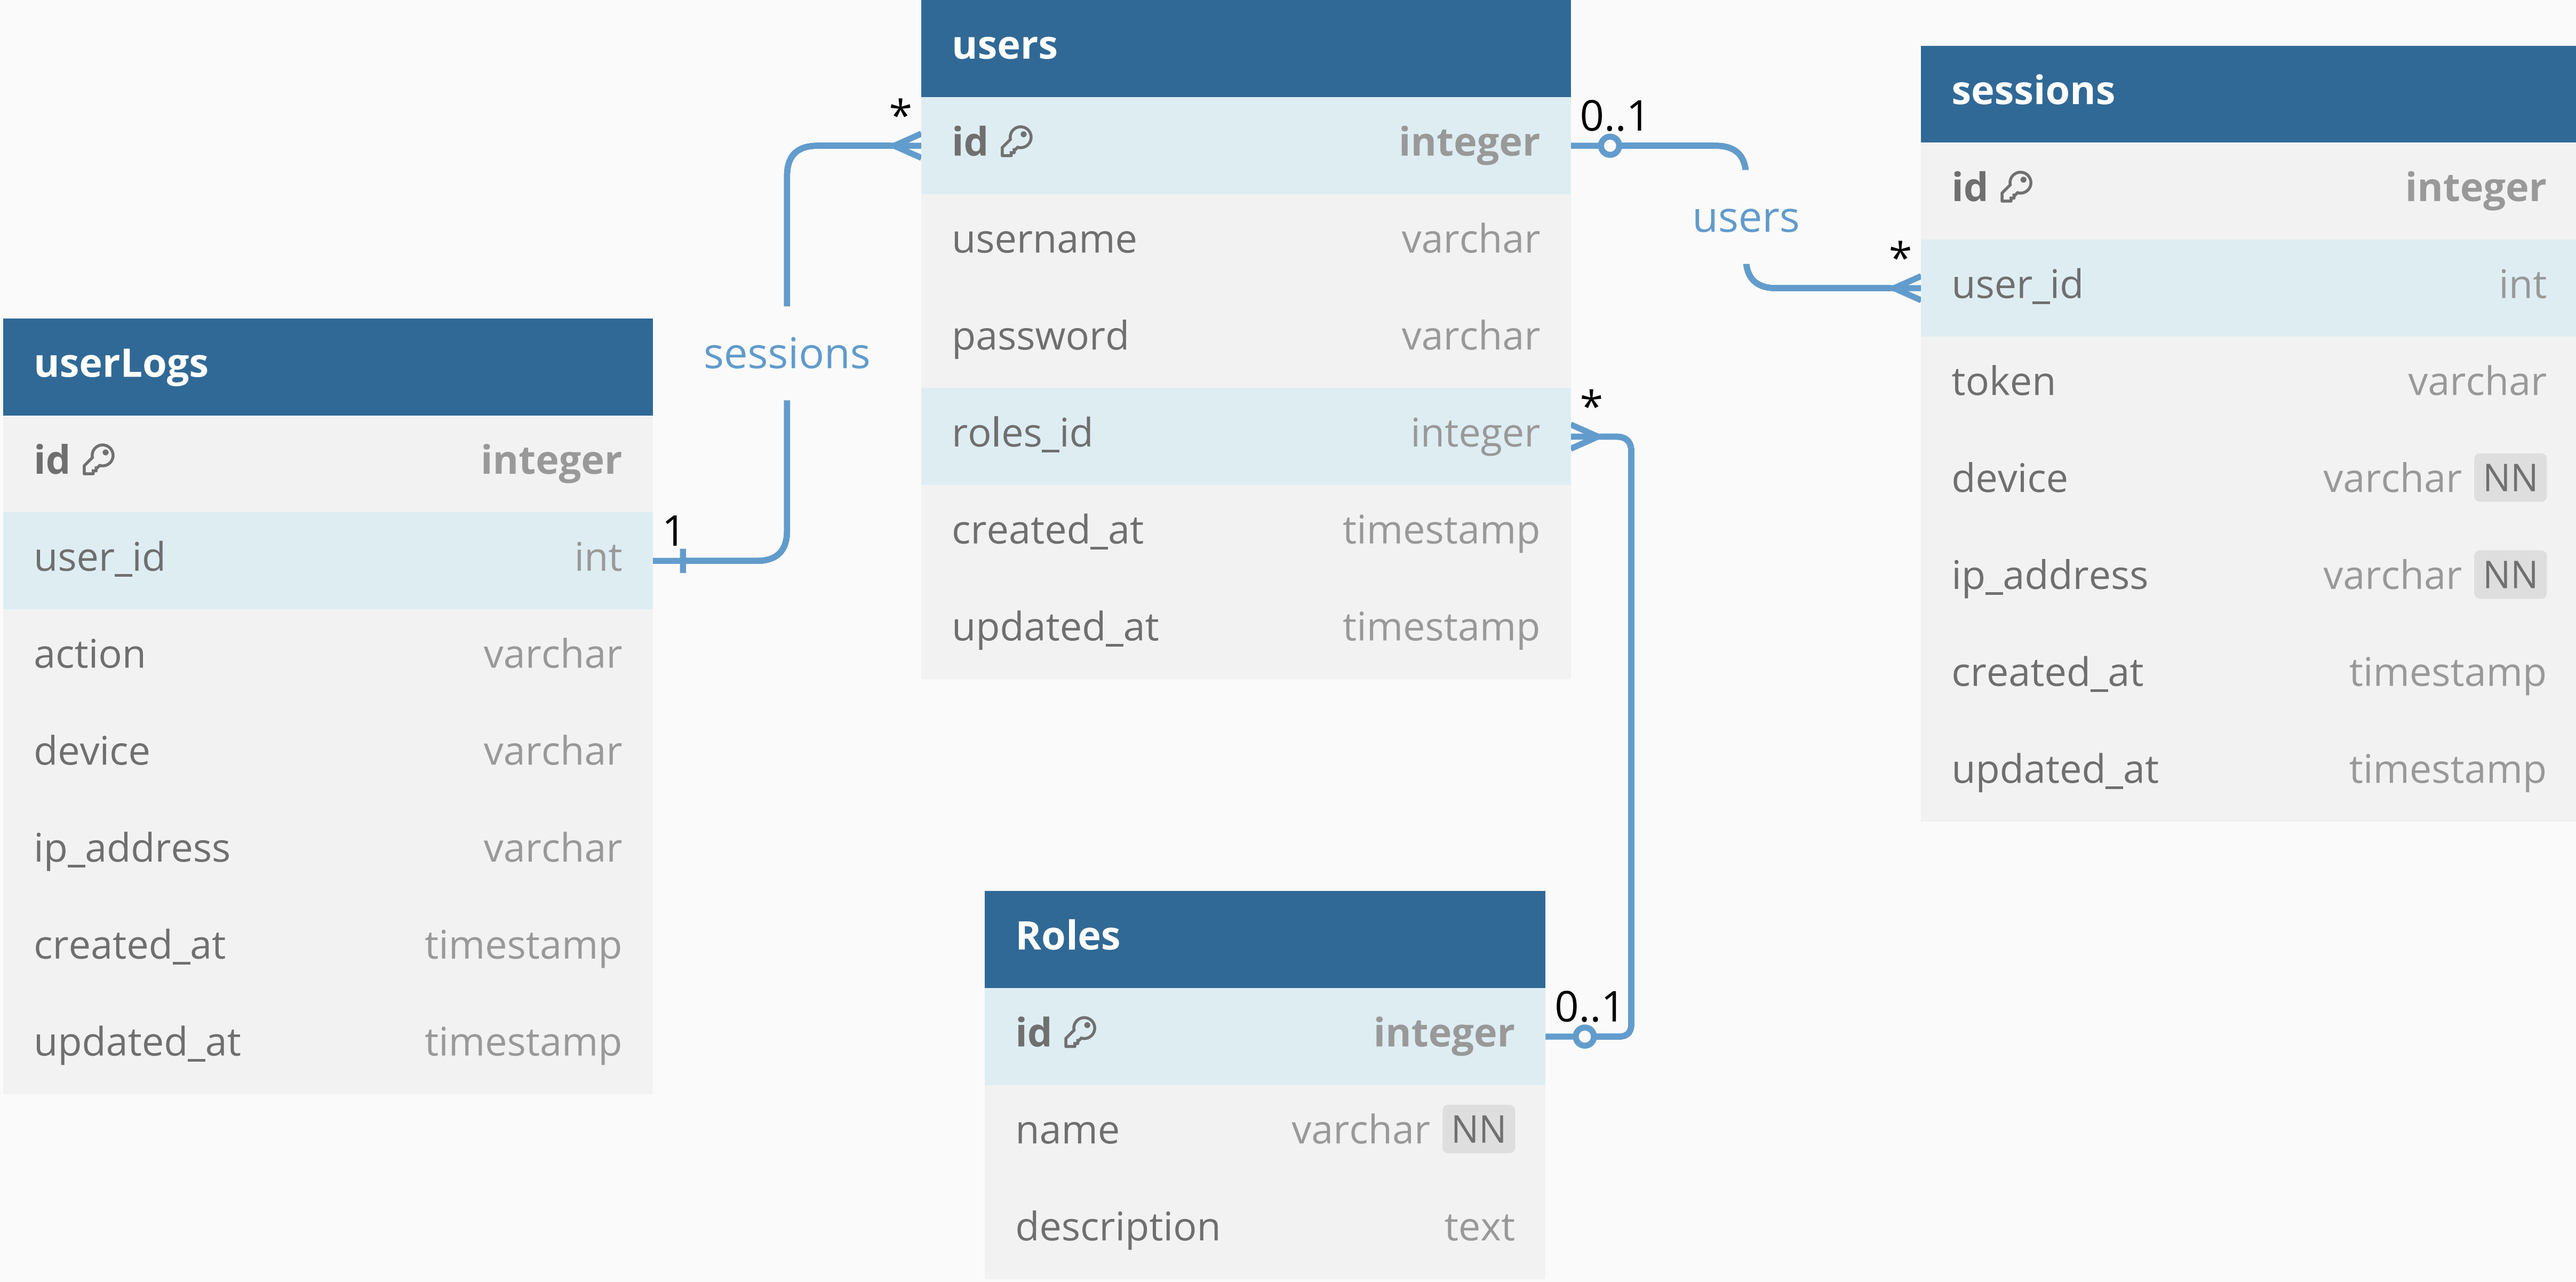 users
id integer
username varchar
password varchar
roles_id integer
created_at timestamp
updated_at timestamp
* sessions 1
0..1 users *
* 0..1
userLogs
id integer
user_id int
action varchar
device varchar
ip_address varchar
created_at timestamp
updated_at timestamp
sessions
id integer
user_id int
token varchar
device varchar NN
ip_address varchar NN
created_at timestamp
updated_at timestamp
Roles
id integer
name varchar NN
description text